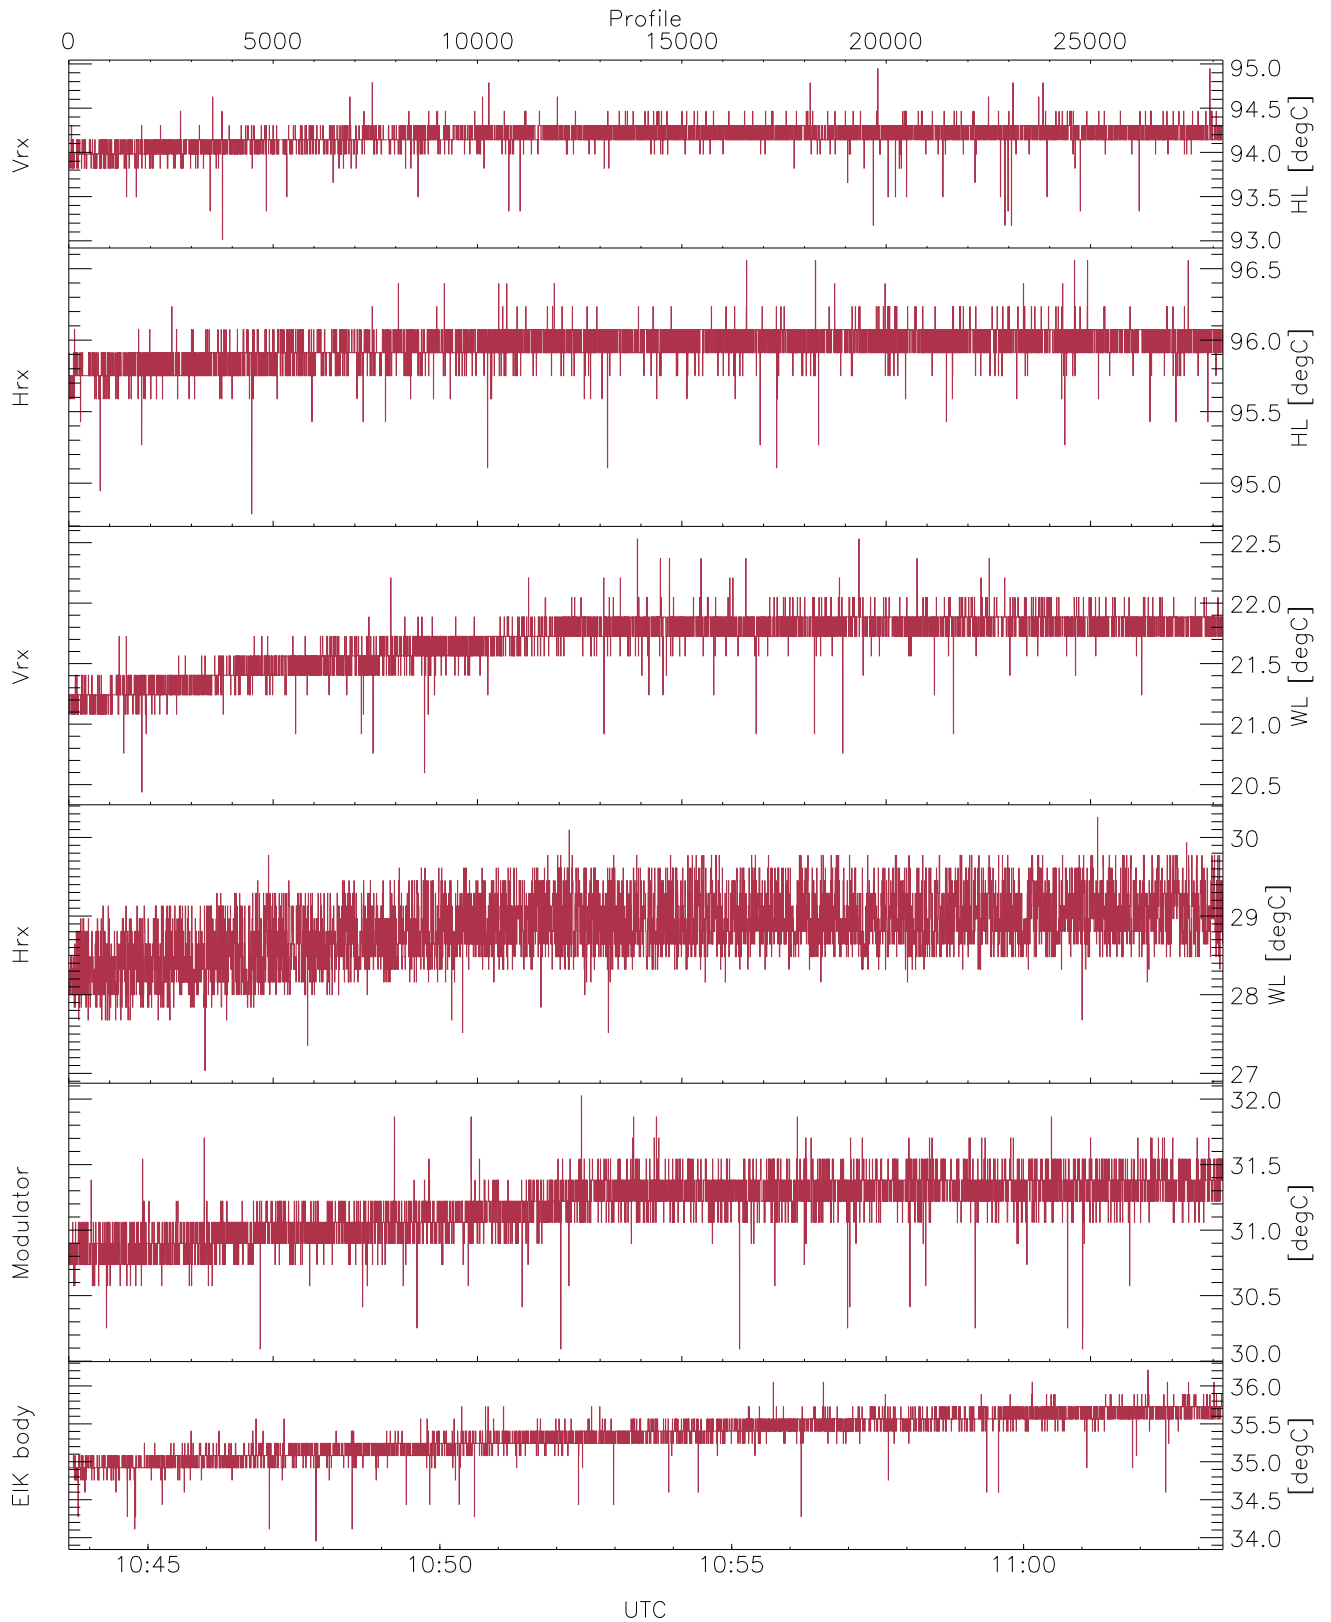 Profile
0 5000 10000 15000 20000 25000
Vrx
95.0
94.5
94.0
93.5
93.0
HL [degC]
Hrx
96.5
96.0
95.5
95.0
HL [degC]
Vrx
22.5
22.0
21.5
21.0
20.5
WL [degC]
Hrx
30
29
28
27
WL [degC]
Modulator
32.0
31.5
31.0
30.5
30.0
[degC]
EIK body
36.0
35.5
35.0
34.5
34.0
[degC]
10:45 10:50 10:55 11:00
UTC